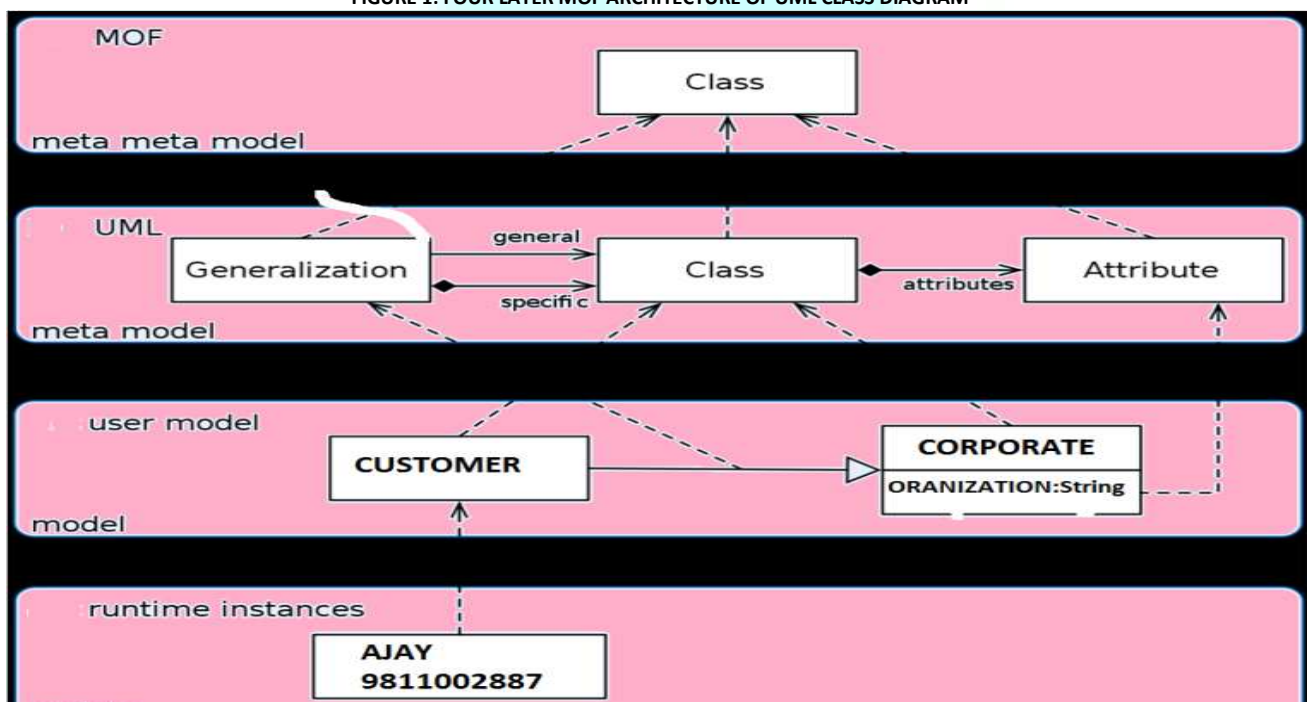 FIGURE 1: FOUR LAYER MOF ARCHITECTURE OF UML CLASS DIAGRAM
MOF
Class
meta meta model
UML
general
Generalization
Class
Attribute
specific
attributes
meta model
user model
CUSTOMER
CORPORATE
ORANIZATION:String
model
runtime instances
AJAY
9811002887